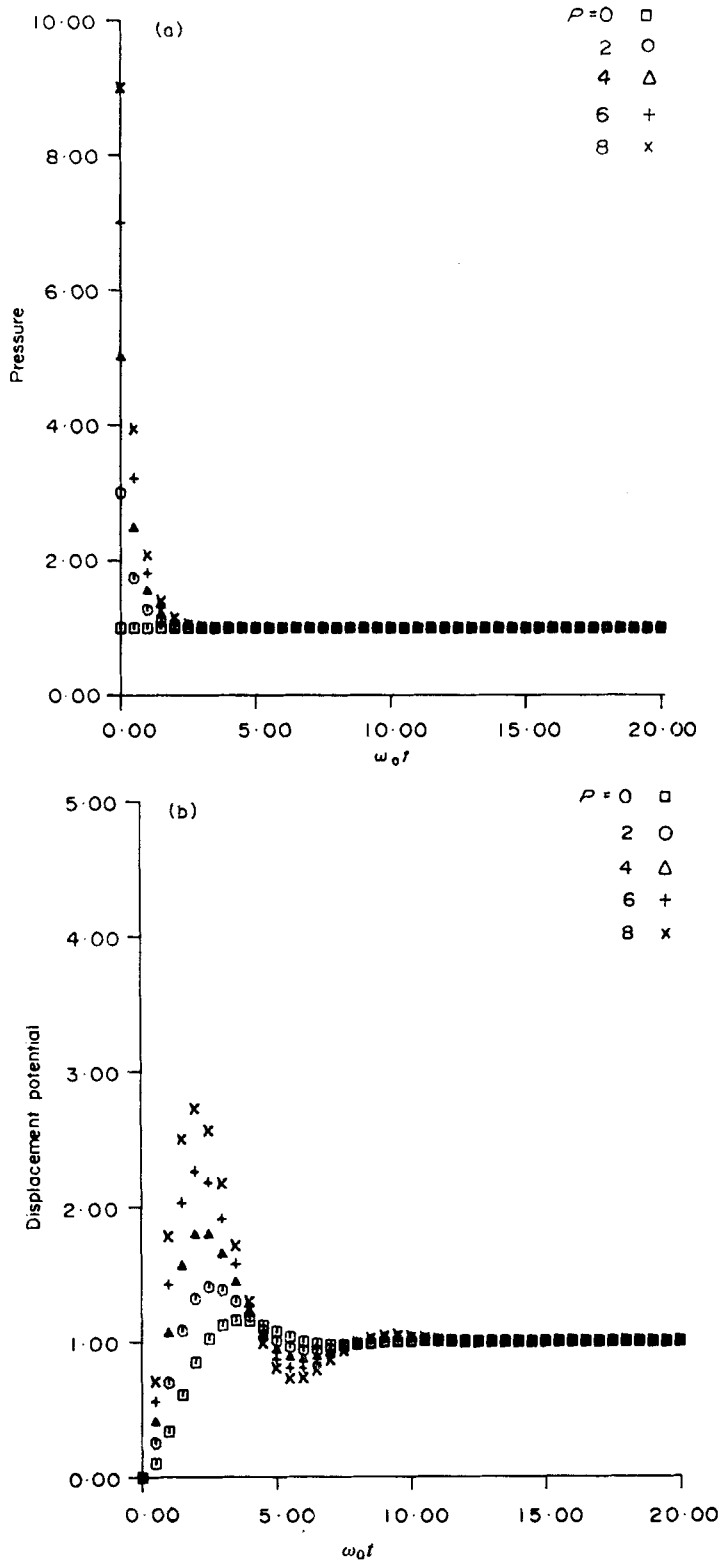 (a)
P=0 □
2 ○
4 △
6 +
8 ×
10·00
8·00
6·00
4·00
2·00
0·00
Pressure
0·00 5·00 10·00 15·00 20·00
ω₀t
(b)
P=0 □
2 ○
4 △
6 +
8 ×
5·00
4·00
3·00
2·00
1·00
0·00
Displacement potential
0·00 5·00 10·00 15·00 20·00
ω₀t